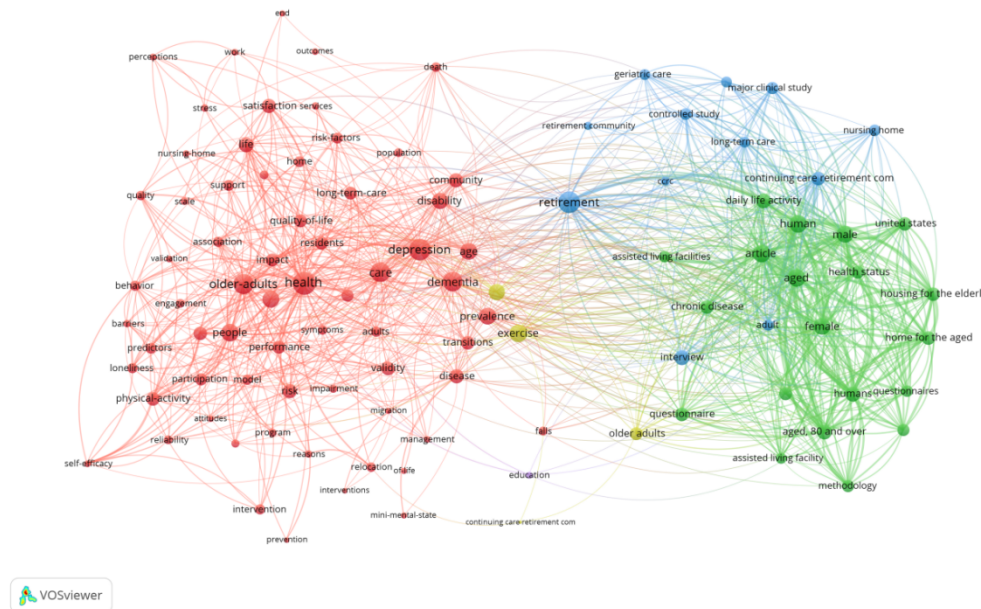 end
perceptions
work
outcomes
death
geriatric care
major clinical study
stress
satisfaction
services
controlled study
risk-factors
retirement community
nursing home
life
long-term care
nursing-home
home
population
support
community
ccrc
continuing care retirement com
quality
scale
long-term-care
disability
retirement
daily life activity
quality-of-life
human
united states
association
residents
male
depression
age
article
validation
impact
care
assisted living facilities
health status
behavior
older-adults
health
dementia
aged
engagement
housing for the elderly
chronic disease
barriers
people
symptoms
adults
prevalence
exercise
adult
female
home for the aged
predictors
performance
transitions
loneliness
interview
participation
model
validity
disease
physical-activity
risk
impairment
humans
questionnaires
attitudes
migration
questionnaire
reliability
program
management
falls
older adults
aged, 80 and over
self-efficacy
reasons
relocation
of-life
education
assisted living facility
interventions
methodology
intervention
mini-mental-state
continuing care retirement com
prevention
VOSviewer